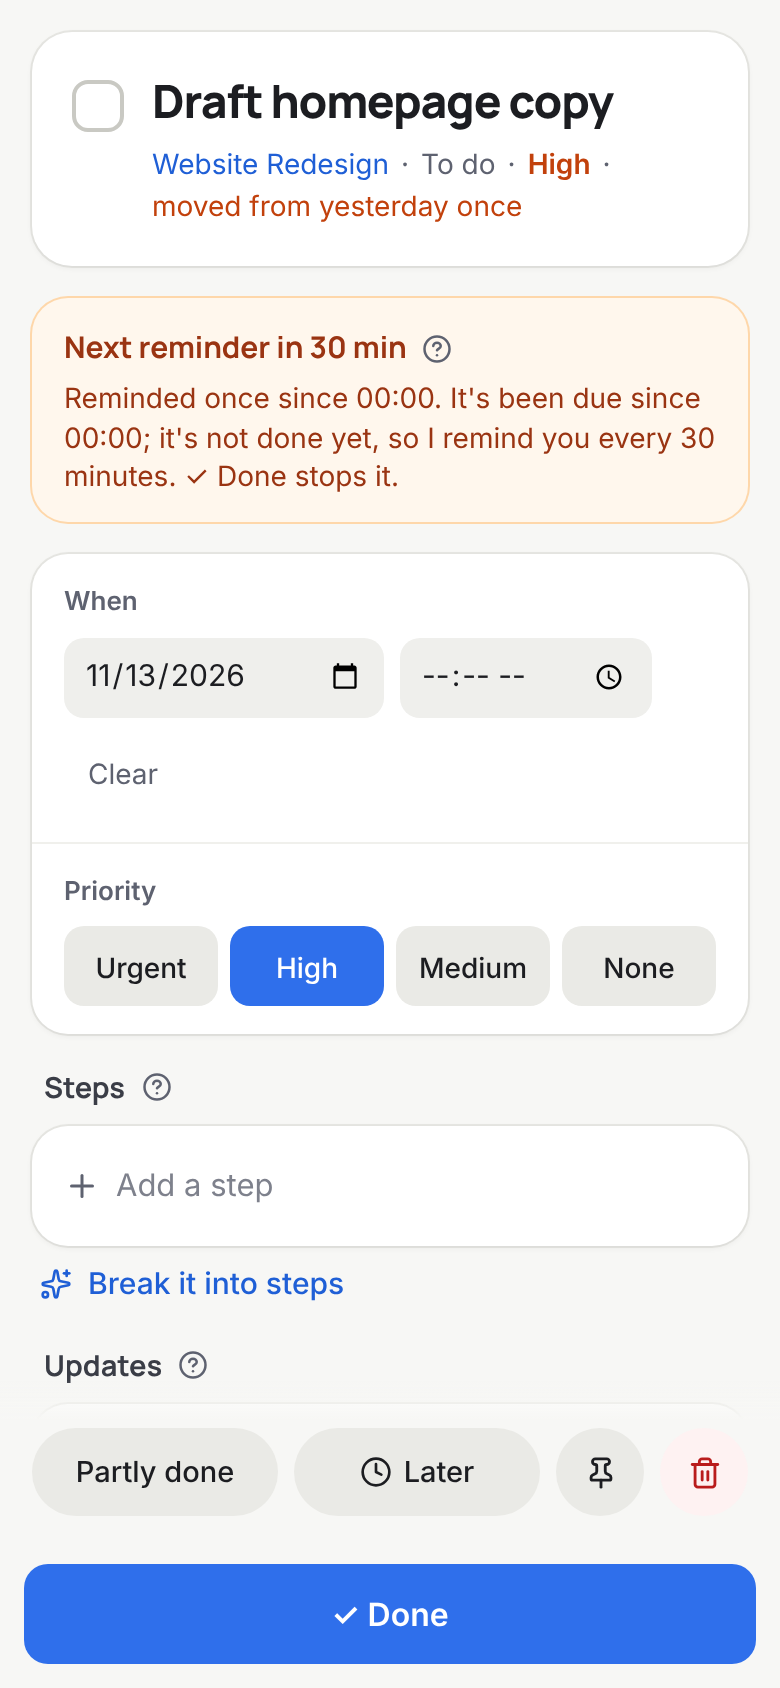 Draft homepage copy
Website Redesign · To do · High ·
moved from yesterday once
Next reminder in 30 min
Reminded once since 00:00. It's been due since
00:00; it's not done yet, so I remind you every 30
minutes. ✓ Done stops it.
When
11/13/2026
--:-- --
Clear
Priority
Urgent
High
Medium
None
Steps
Add a step
Break it into steps
Updates
Partly done
Later
✓ Done